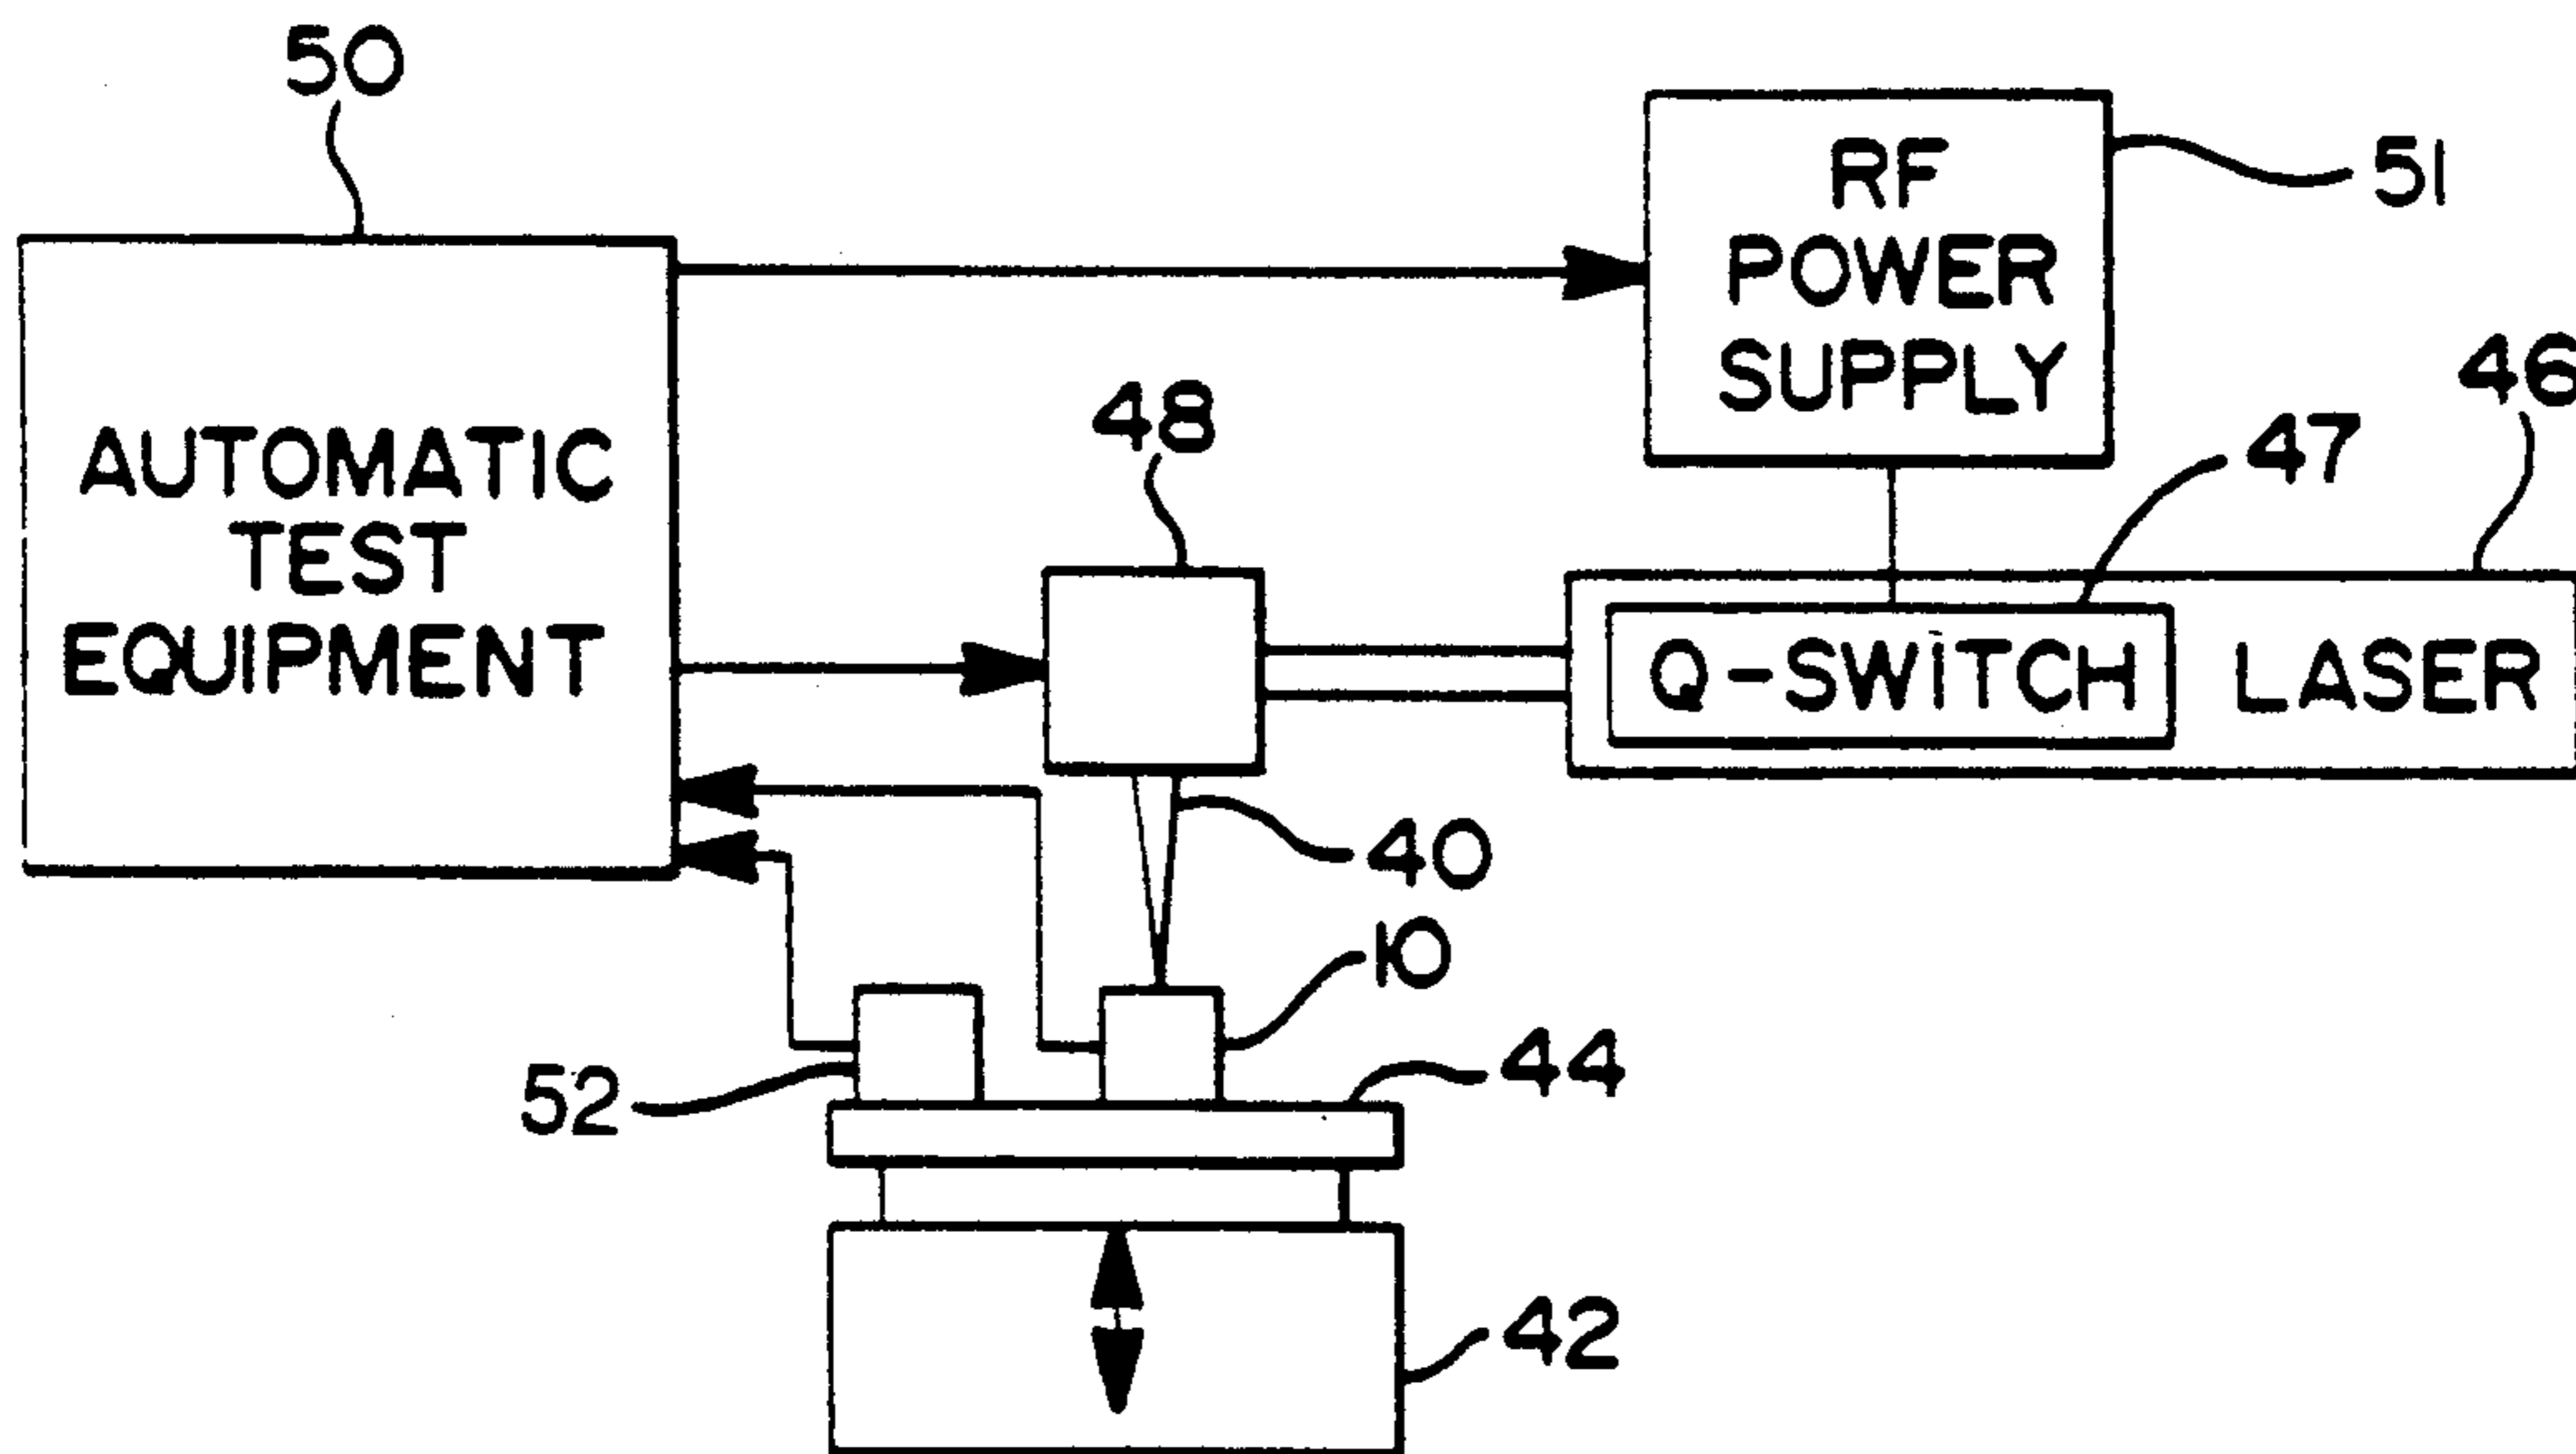 50
RF
POWER
SUPPLY
51
AUTOMATIC
TEST
EQUIPMENT
48
47
46
Q-SWITCH
LASER
40
10
52
44
42